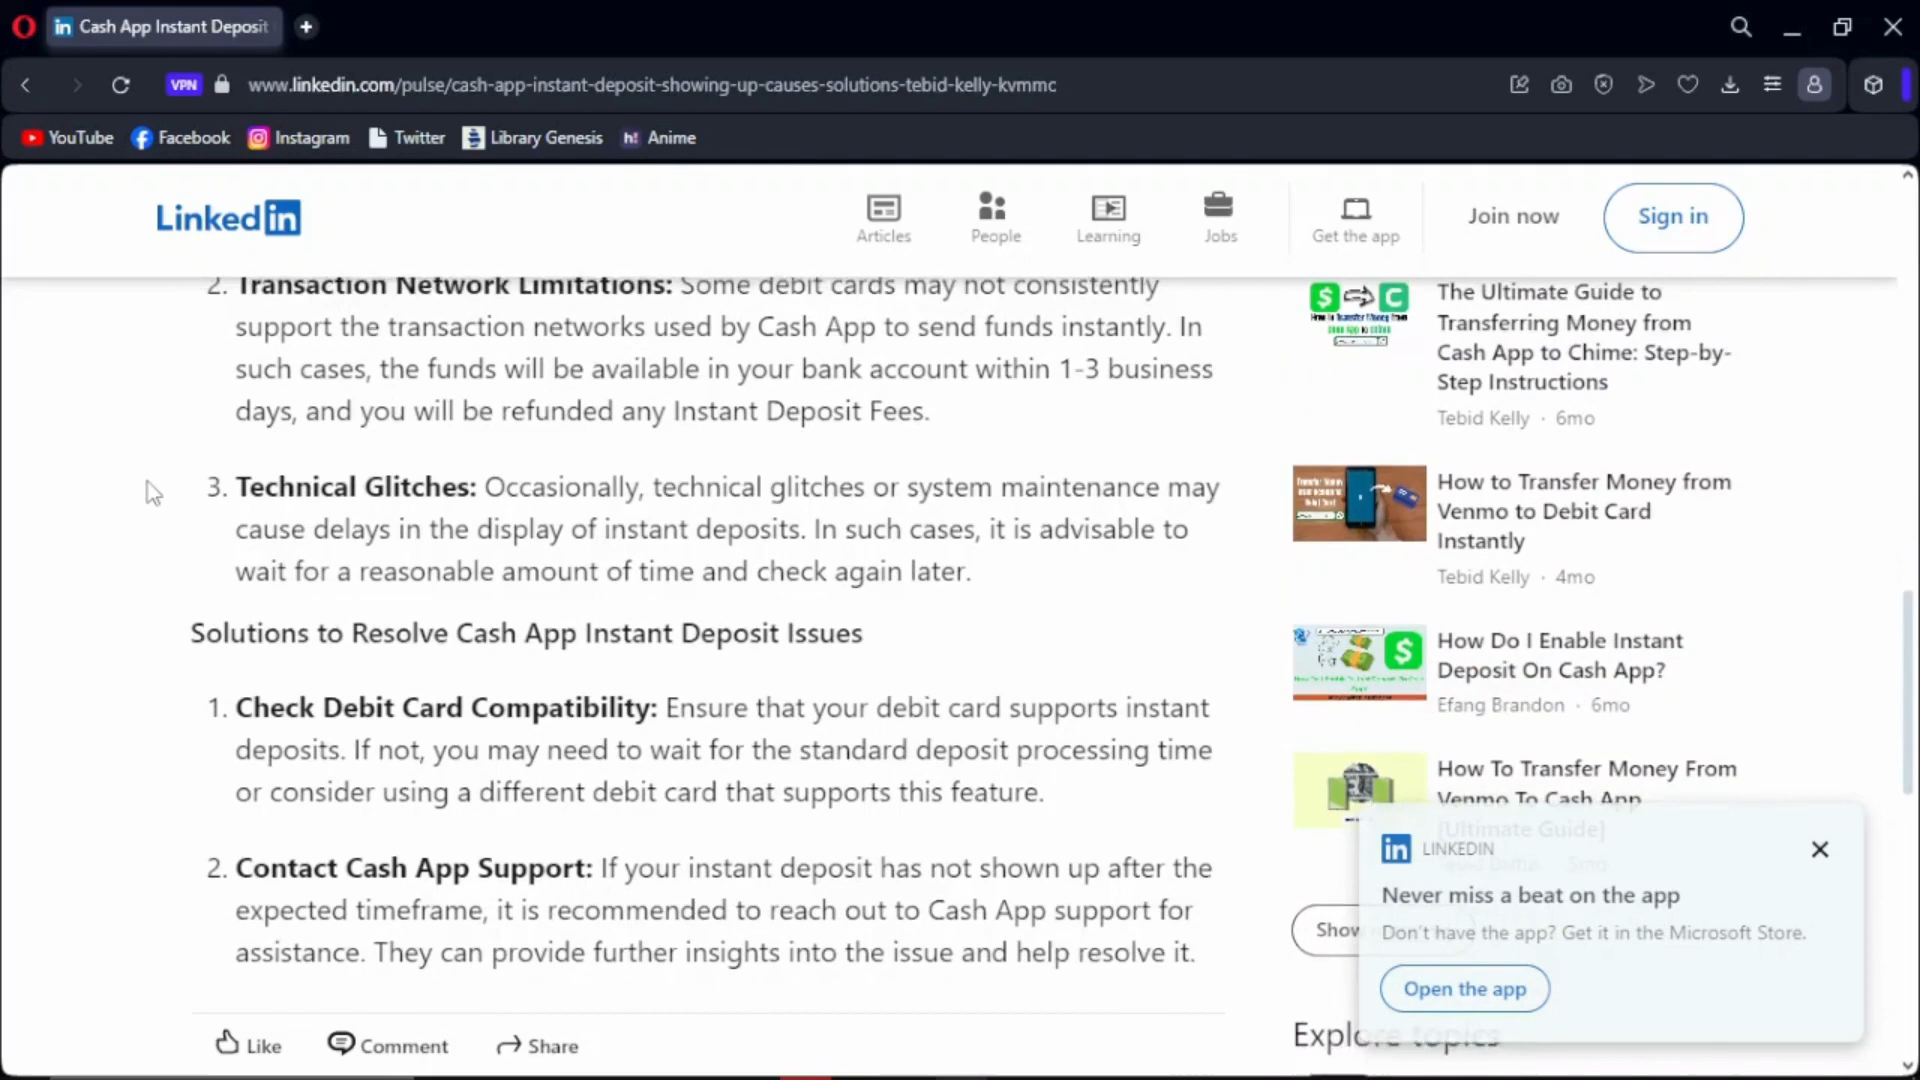 Cash App Instant Deposit
VPN
www.linkedin.com/pulse/cash-app-instant-deposit-showing-up-causes-solutions-tebid-kelly-kvmmc
YouTube
Facebook
Instagram
Twitter
Library Genesis
h! Anime
Linkedin
Articles
People
Learning
Jobs
Get the app
Join now
Sign in
2. Transaction Network Limitations: Some debit cards may not consistently
support the transaction networks used by Cash App to send funds instantly. In
such cases, the funds will be available in your bank account within 1-3 business
days, and you will be refunded any Instant Deposit Fees.
3. Technical Glitches: Occasionally, technical glitches or system maintenance may
cause delays in the display of instant deposits. In such cases, it is advisable to
wait for a reasonable amount of time and check again later.
Solutions to Resolve Cash App Instant Deposit Issues
1. Check Debit Card Compatibility: Ensure that your debit card supports instant
deposits. If not, you may need to wait for the standard deposit processing time
or consider using a different debit card that supports this feature.
2. Contact Cash App Support: If your instant deposit has not shown up after the
expected timeframe, it is recommended to reach out to Cash App support for
assistance. They can provide further insights into the issue and help resolve it.
Like
Comment
Share
The Ultimate Guide to
Transferring Money from
Cash App to Chime: Step-by-
Step Instructions
Tebid Kelly · 6mo
How to Transfer Money from
Venmo to Debit Card
Instantly
Tebid Kelly · 4mo
How Do I Enable Instant
Deposit On Cash App?
Efang Brandon · 6mo
How To Transfer Money From
Venmo To Cash App
[Ultimate Guide]
Show
in LINKEDIN
Never miss a beat on the app
Don't have the app? Get it in the Microsoft Store.
Open the app
Explore topics